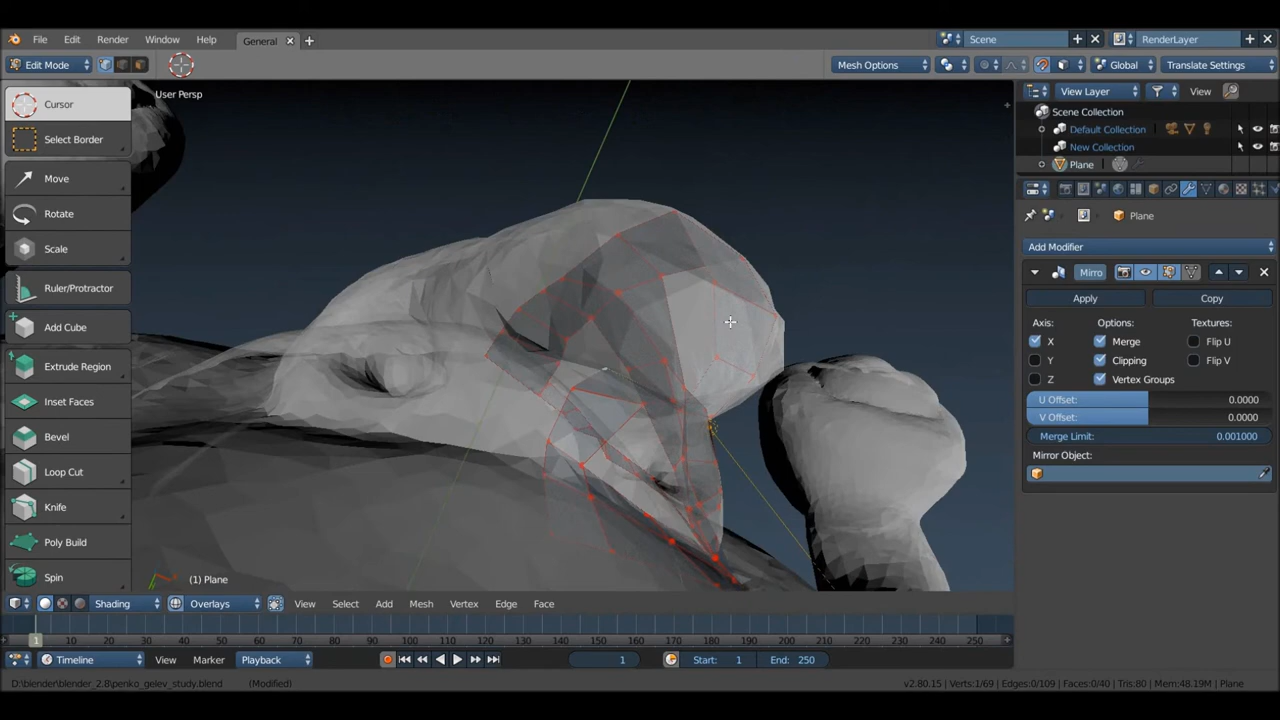 File Edit Render Window Help General Scene RenderLayer
Edit Mode Mesh Options Global Translate Settings
User Persp
View Layer View
Cursor
Scene Collection
Default Collection
Select Border
New Collection
Plane
Move
Rotate
Plane
Scale
Add Modifier
Mirro
Ruler/Protractor
Apply Copy
Add Cube
Axis: Options: Textures:
X Merge Flip U
Extrude Region
Y Clipping Flip V
Z Vertex Groups
Inset Faces
U Offset: 0.0000
V Offset: 0.0000
Bevel
Merge Limit: 0.001000
Mirror Object:
Loop Cut
Knife
Poly Build
Spin
(1) Plane
Shading Overlays View Select Add Mesh Vertex Edge Face
1 10 20 30 40 50 60 70 80 90 100 110 120 130 140 150 160 170 180 190 200 210 220 230 240 250
Timeline View Marker Playback 1 Start: 1 End: 250
D:\blender\blender_2.8\penko_gelev_study.blend (Modified) v2.80.15 | Verts:1/69 | Edges:0/109 | Faces:0/40 | Tris:80 | Mem:48.19M | Plane